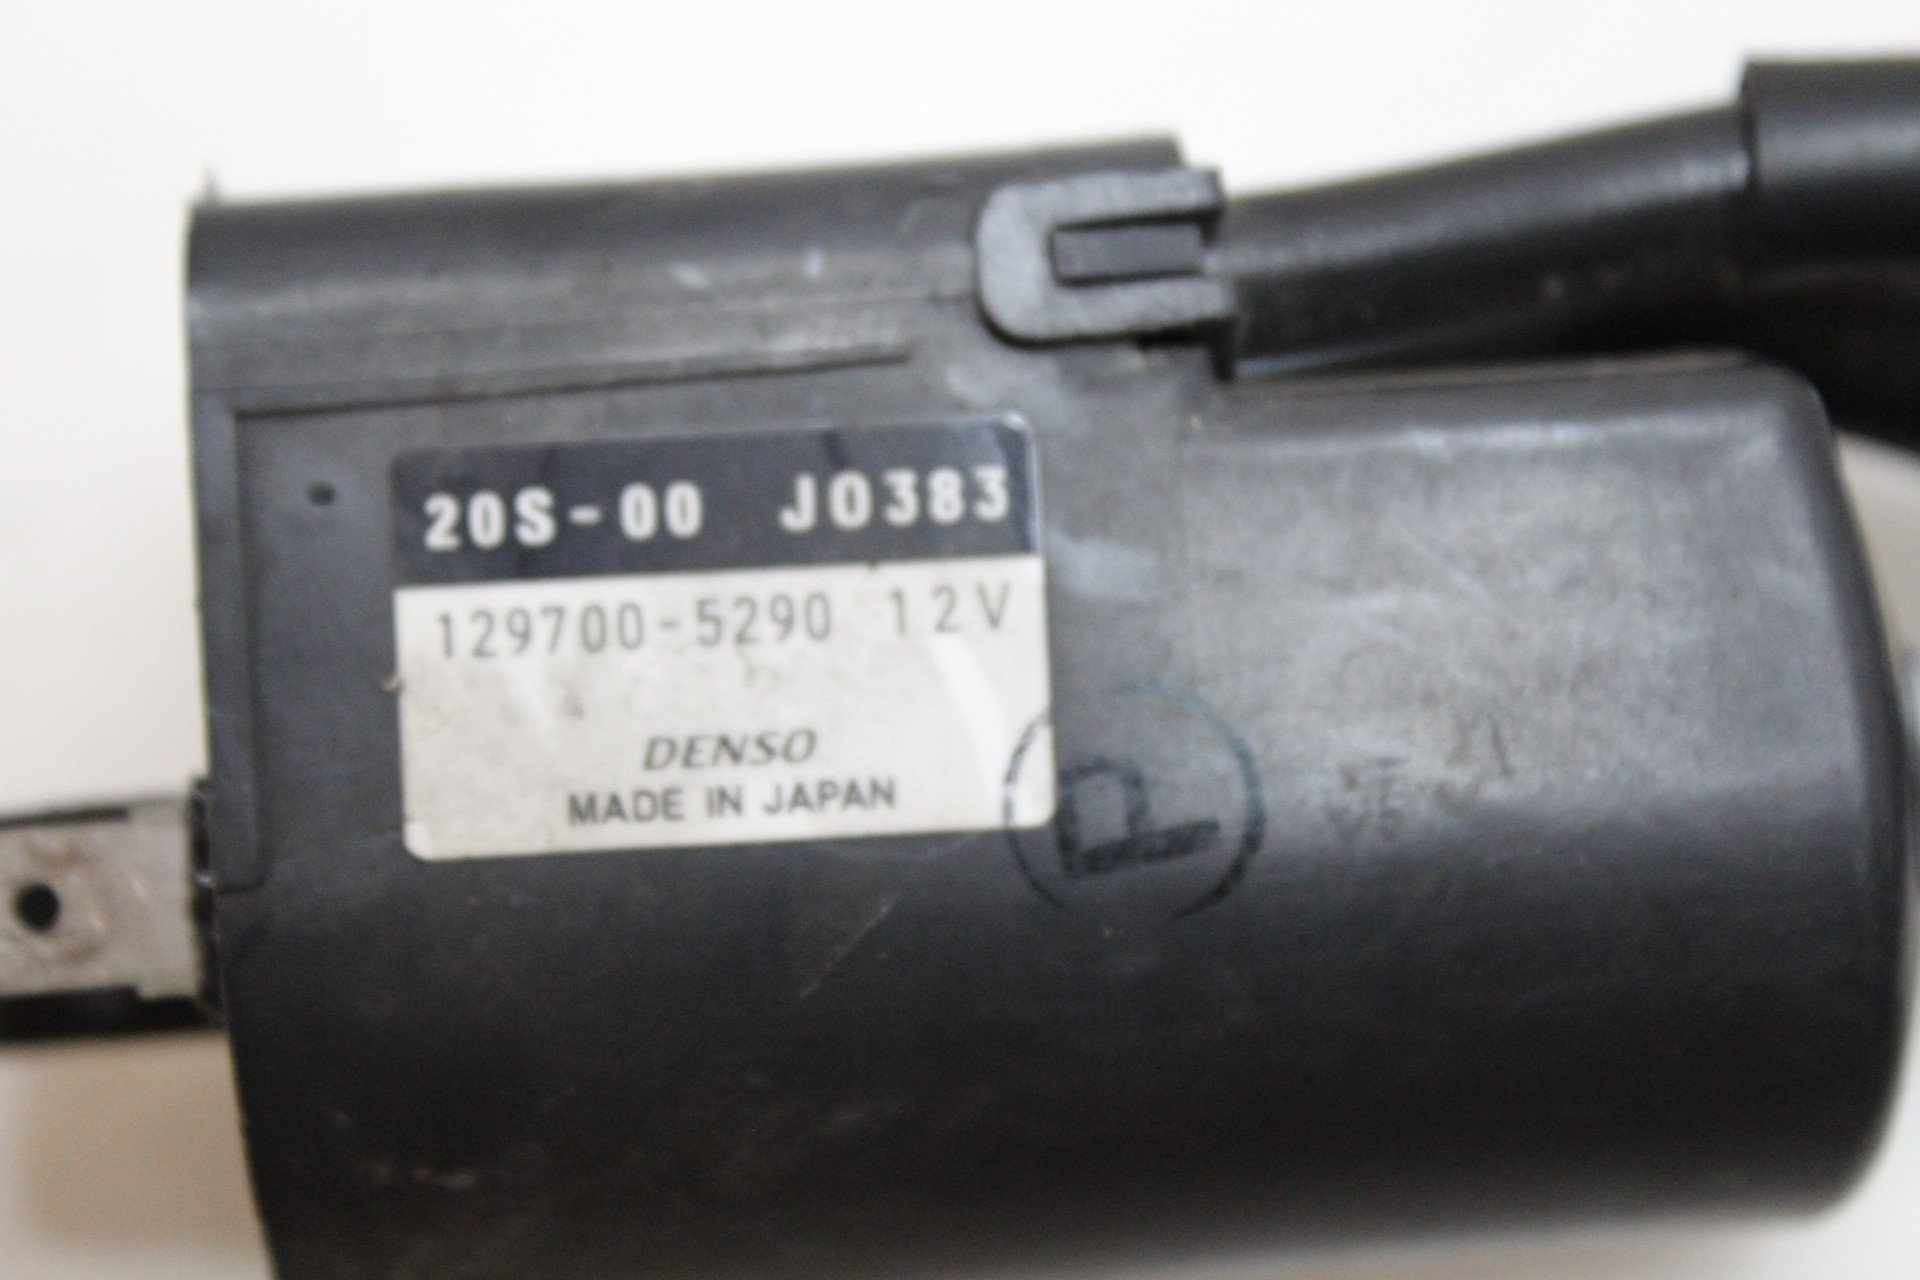 20S-00 J0383
129700-5290 12V
DENSO
MADE IN JAPAN
P